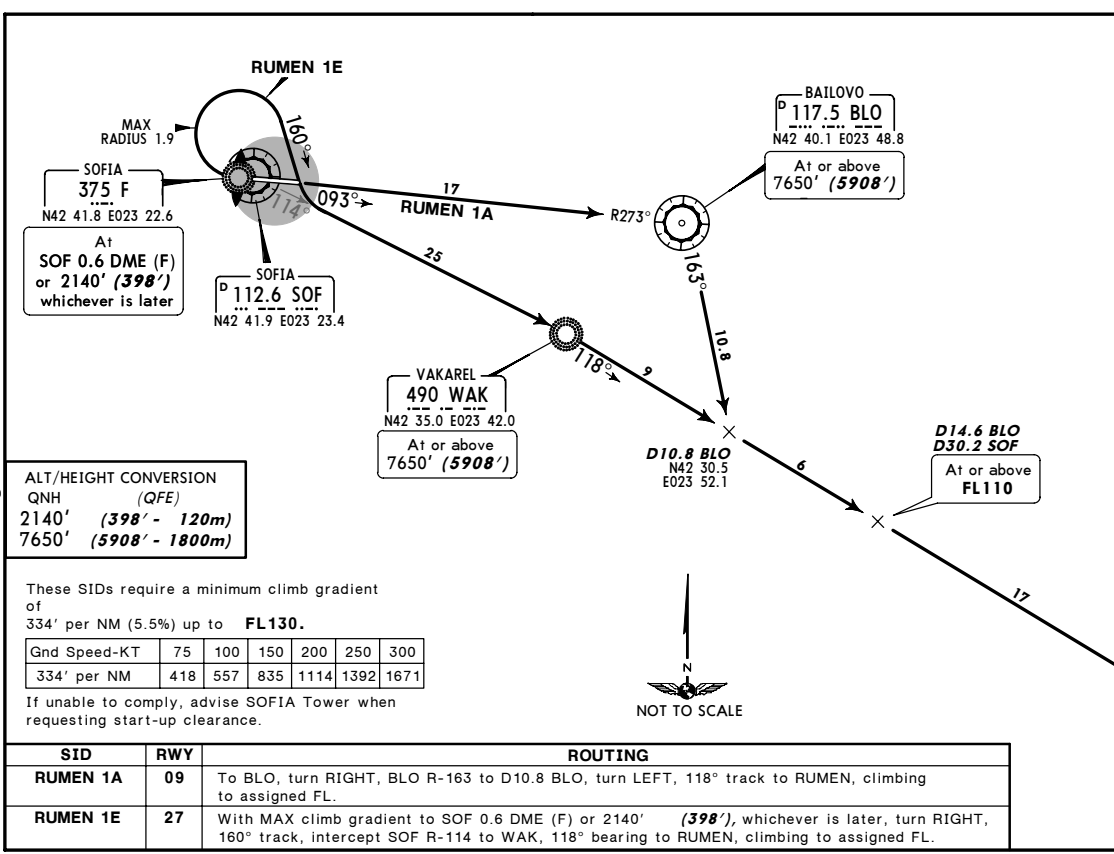 RUMEN 1E
MAX
RADIUS 1.9
160°
SOFIA
375 F
N42 41.8 E023 22.6
At
SOF 0.6 DME (F)
or 2140' (398')
whichever is later
114°
093°
17
RUMEN 1A
R273°
BAILOVO
D 117.5 BLO
N42 40.1 E023 48.8
At or above
7650' (5908')
SOFIA
D 112.6 SOF
N42 41.9 E023 23.4
25
163°
10.8
VAKAREL
490 WAK
N42 35.0 E023 42.0
At or above
7650' (5908')
118°
9
D10.8 BLO
N42 30.5
E023 52.1
6
D14.6 BLO
D30.2 SOF
At or above
FL110
17
ALT/HEIGHT CONVERSION
QNH (QFE)
2140' (398' - 120m)
7650' (5908' - 1800m)
These SIDs require a minimum climb gradient
of
334' per NM (5.5%) up to FL130.
Gnd Speed-KT 75 100 150 200 250 300
334' per NM 418 557 835 1114 1392 1671
If unable to comply, advise SOFIA Tower when
requesting start-up clearance.
N
NOT TO SCALE
SID RWY ROUTING
RUMEN 1A 09 To BLO, turn RIGHT, BLO R-163 to D10.8 BLO, turn LEFT, 118° track to RUMEN, climbing
to assigned FL.
RUMEN 1E 27 With MAX climb gradient to SOF 0.6 DME (F) or 2140' (398'), whichever is later, turn RIGHT,
160° track, intercept SOF R-114 to WAK, 118° bearing to RUMEN, climbing to assigned FL.